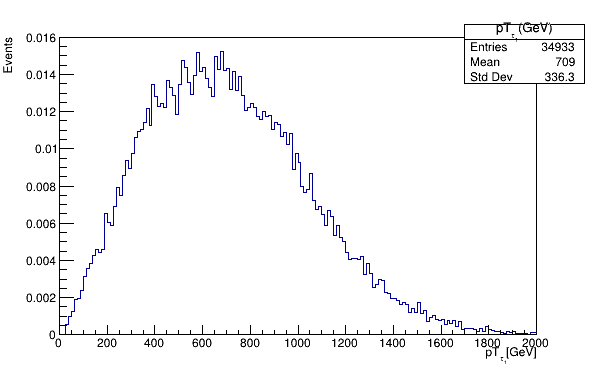 pT_τ₁(GeV)
Entries 34933
Mean 709
Std Dev 336.3
Events
0.016
0.014
0.012
0.01
0.008
0.006
0.004
0.002
0
0 200 400 600 800 1000 1200 1400 1600 1800 2000
pT_τ₁[GeV]